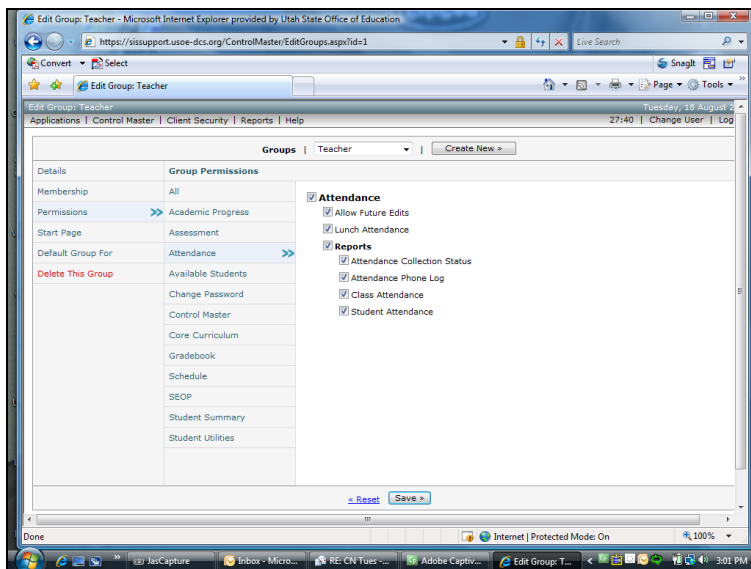 Edit Group: Teacher - Microsoft Internet Explorer provided by Utah State Office of Education
https://sissupport.usoe-dcs.org/ControlMaster/EditGroups.aspx?id=1
Live Search
Convert
Select
SnagIt
Edit Group: Teacher
Page
Tools
Edit Group: Teacher
Tuesday, 18 August 2
Applications | Control Master | Client Security | Reports | Help
27:40 | Change User | Log
Groups | Teacher | Create New »
Details
Membership
Permissions
Start Page
Default Group For
Delete This Group
Group Permissions
All
Academic Progress
Assessment
Attendance
Available Students
Change Password
Control Master
Core Curriculum
Gradebook
Schedule
SEOP
Student Summary
Student Utilities
Attendance
Allow Future Edits
Lunch Attendance
Reports
Attendance Collection Status
Attendance Phone Log
Class Attendance
Student Attendance
« Reset
Save »
Done
Internet | Protected Mode: On
100%
JasCapture
Inbox - Micro...
RE: CN Tues -...
Adobe Captiv...
Edit Group: T...
3:01 PM